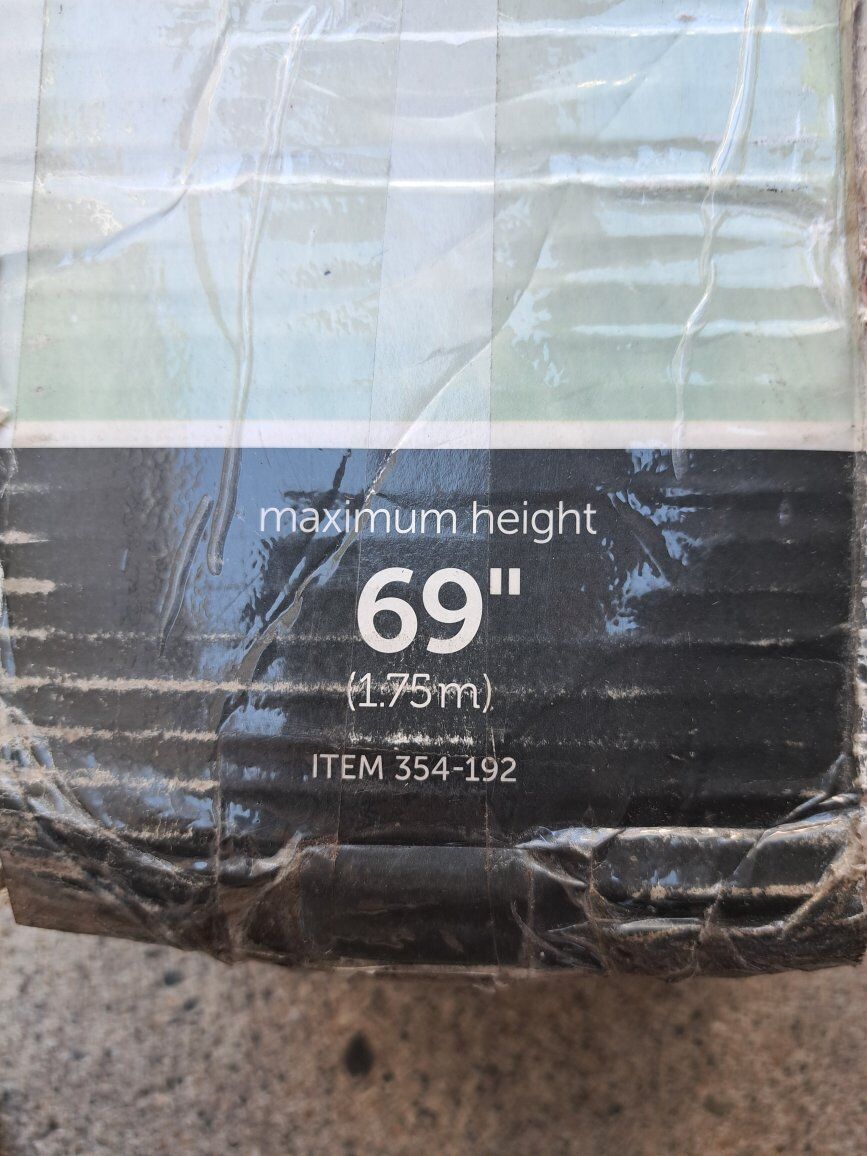 maximum height
69"
(1.75m)
ITEM 354-192